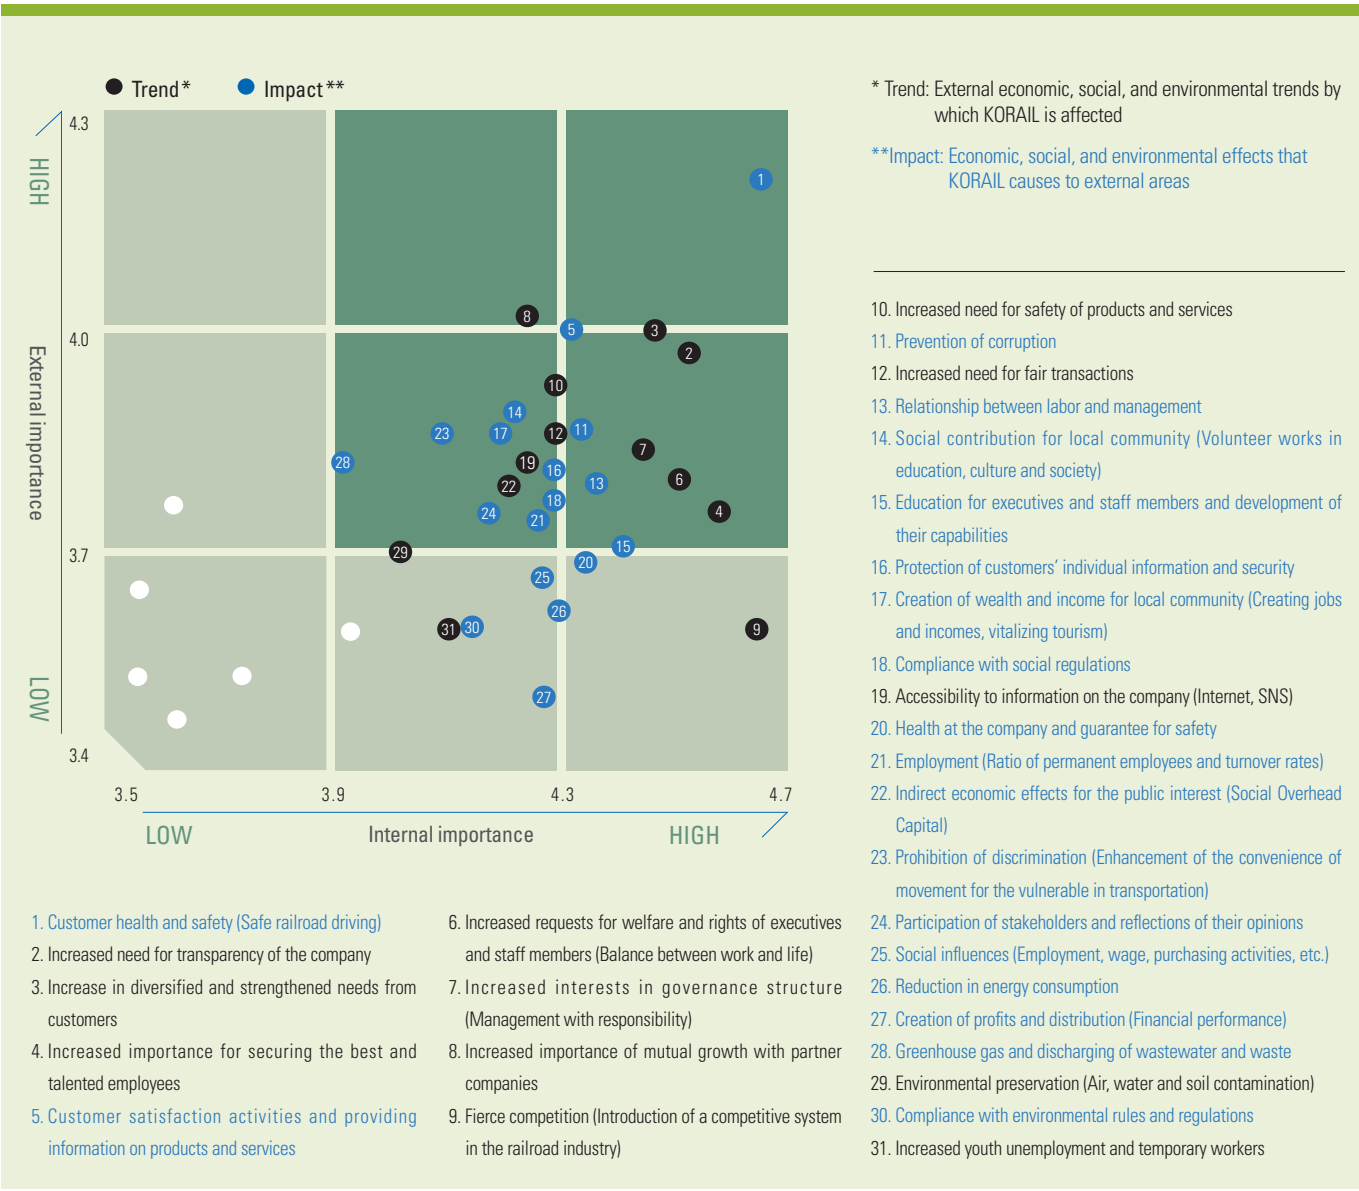 Trend*
Impact**
4.3
HIGH
4.0
External importance
3.7
LOW
3.4
1
8
5
3
2
10
14
11
23
17
12
7
28
19
16
6
22
13
18
24
4
21
15
29
20
25
26
31
30
9
27
3.5
3.9
4.3
4.7
LOW
Internal importance
HIGH
* Trend: External economic, social, and environmental trends by
which KORAIL is affected
**Impact: Economic, social, and environmental effects that
KORAIL causes to external areas
1. Customer health and safety (Safe railroad driving)
2. Increased need for transparency of the company
3. Increase in diversified and strengthened needs from
customers
4. Increased importance for securing the best and
talented employees
5. Customer satisfaction activities and providing
information on products and services
6. Increased requests for welfare and rights of executives
and staff members (Balance between work and life)
7. Increased interests in governance structure
(Management with responsibility)
8. Increased importance of mutual growth with partner
companies
9. Fierce competition (Introduction of a competitive system
in the railroad industry)
10. Increased need for safety of products and services
11. Prevention of corruption
12. Increased need for fair transactions
13. Relationship between labor and management
14. Social contribution for local community (Volunteer works in
education, culture and society)
15. Education for executives and staff members and development of
their capabilities
16. Protection of customers' individual information and security
17. Creation of wealth and income for local community (Creating jobs
and incomes, vitalizing tourism)
18. Compliance with social regulations
19. Accessibility to information on the company (Internet, SNS)
20. Health at the company and guarantee for safety
21. Employment (Ratio of permanent employees and turnover rates)
22. Indirect economic effects for the public interest (Social Overhead
Capital)
23. Prohibition of discrimination (Enhancement of the convenience of
movement for the vulnerable in transportation)
24. Participation of stakeholders and reflections of their opinions
25. Social influences (Employment, wage, purchasing activities, etc.)
26. Reduction in energy consumption
27. Creation of profits and distribution (Financial performance)
28. Greenhouse gas and discharging of wastewater and waste
29. Environmental preservation (Air, water and soil contamination)
30. Compliance with environmental rules and regulations
31. Increased youth unemployment and temporary workers